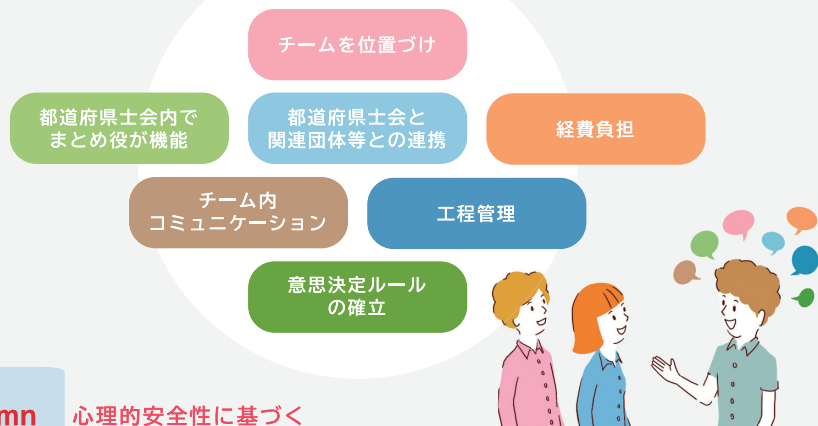 チームを位置づけ
都道府県士会内で
まとめ役が機能
都道府県士会と
関連団体等との連携
経費負担
チーム内
コミュニケーション
工程管理
意思決定ルール
の確立
mn
心理的安全性に基づく